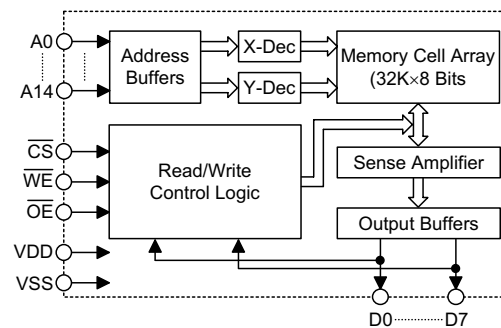 A0
A14
Address
Buffers
X-Dec
Y-Dec
Memory Cell Array
(32K×8 Bits
CS
WE
OE
VDD
VSS
Read/Write
Control Logic
Sense Amplifier
Output Buffers
D0
D7